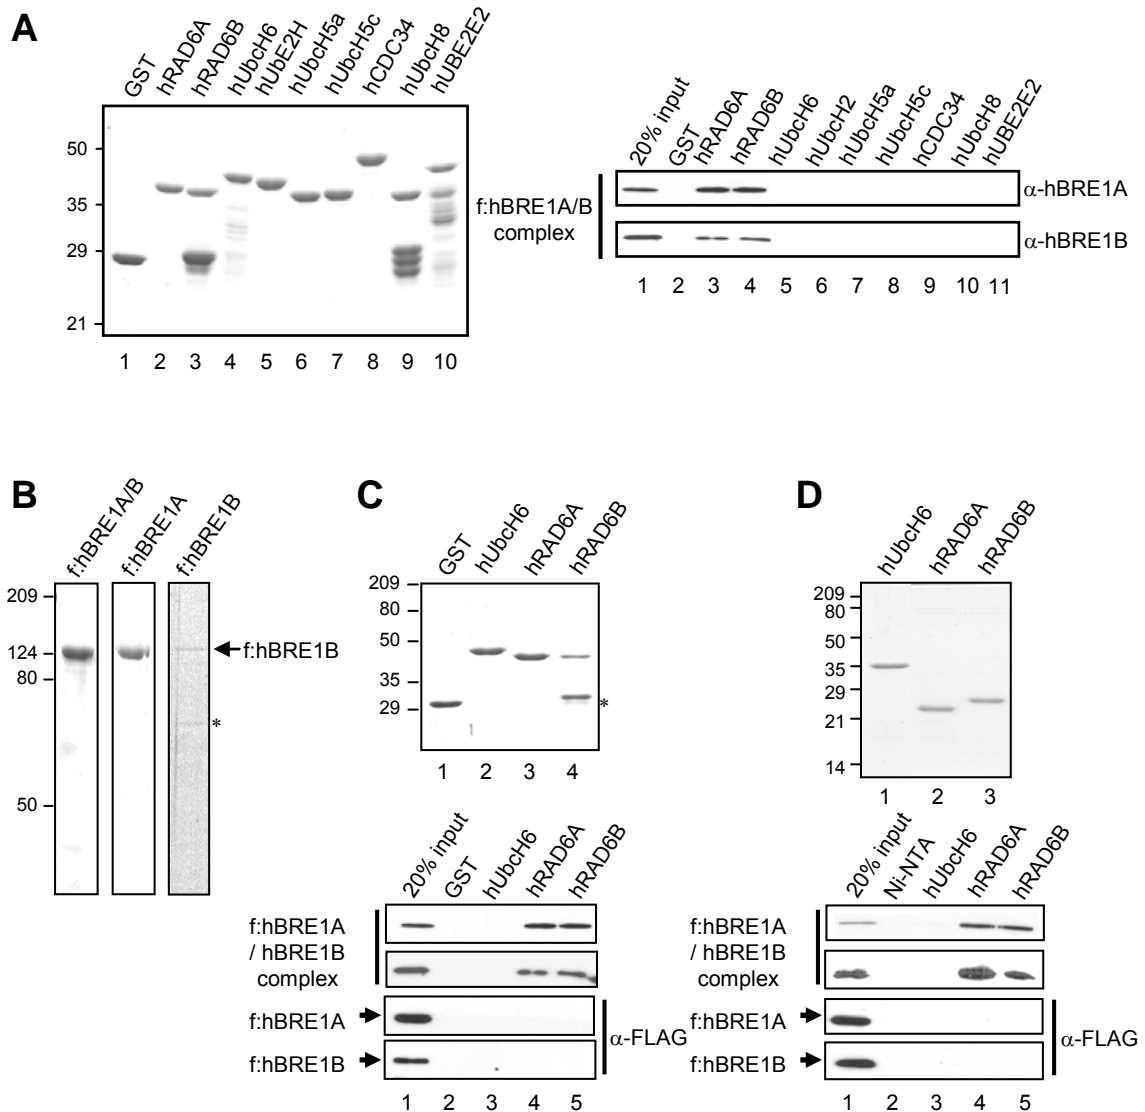 A
GST
hRAD6A
hRAD6B
hUbcH6
hUbE2H
hUbcH5a
hUbcH5c
hCDC34
hUbcH8
hUBE2E2
50
35
29
21
1 2 3 4 5 6 7 8 9 10
20% input
GST
hRAD6A
hRAD6B
hUbcH6
hUbcH2
hUbcH5a
hUbcH5c
hCDC34
hUbcH8
hUBE2E2
f:hBRE1A/B
complex
α-hBRE1A
α-hBRE1B
1 2 3 4 5 6 7 8 9 10 11
B
f:hBRE1A/B
f:hBRE1A
f:hBRE1B
209
124
80
50
f:hBRE1B
*
C
GST
hUbcH6
hRAD6A
hRAD6B
209
80
50
35
29
*
1 2 3 4
20% input
GST
hUbcH6
hRAD6A
hRAD6B
f:hBRE1A
/ hBRE1B
complex
f:hBRE1A
f:hBRE1B
α-FLAG
1 2 3 4 5
D
hUbcH6
hRAD6A
hRAD6B
209
80
50
35
29
21
14
1 2 3
20% input
Ni-NTA
hUbcH6
hRAD6A
hRAD6B
f:hBRE1A
/ hBRE1B
complex
f:hBRE1A
f:hBRE1B
α-FLAG
1 2 3 4 5